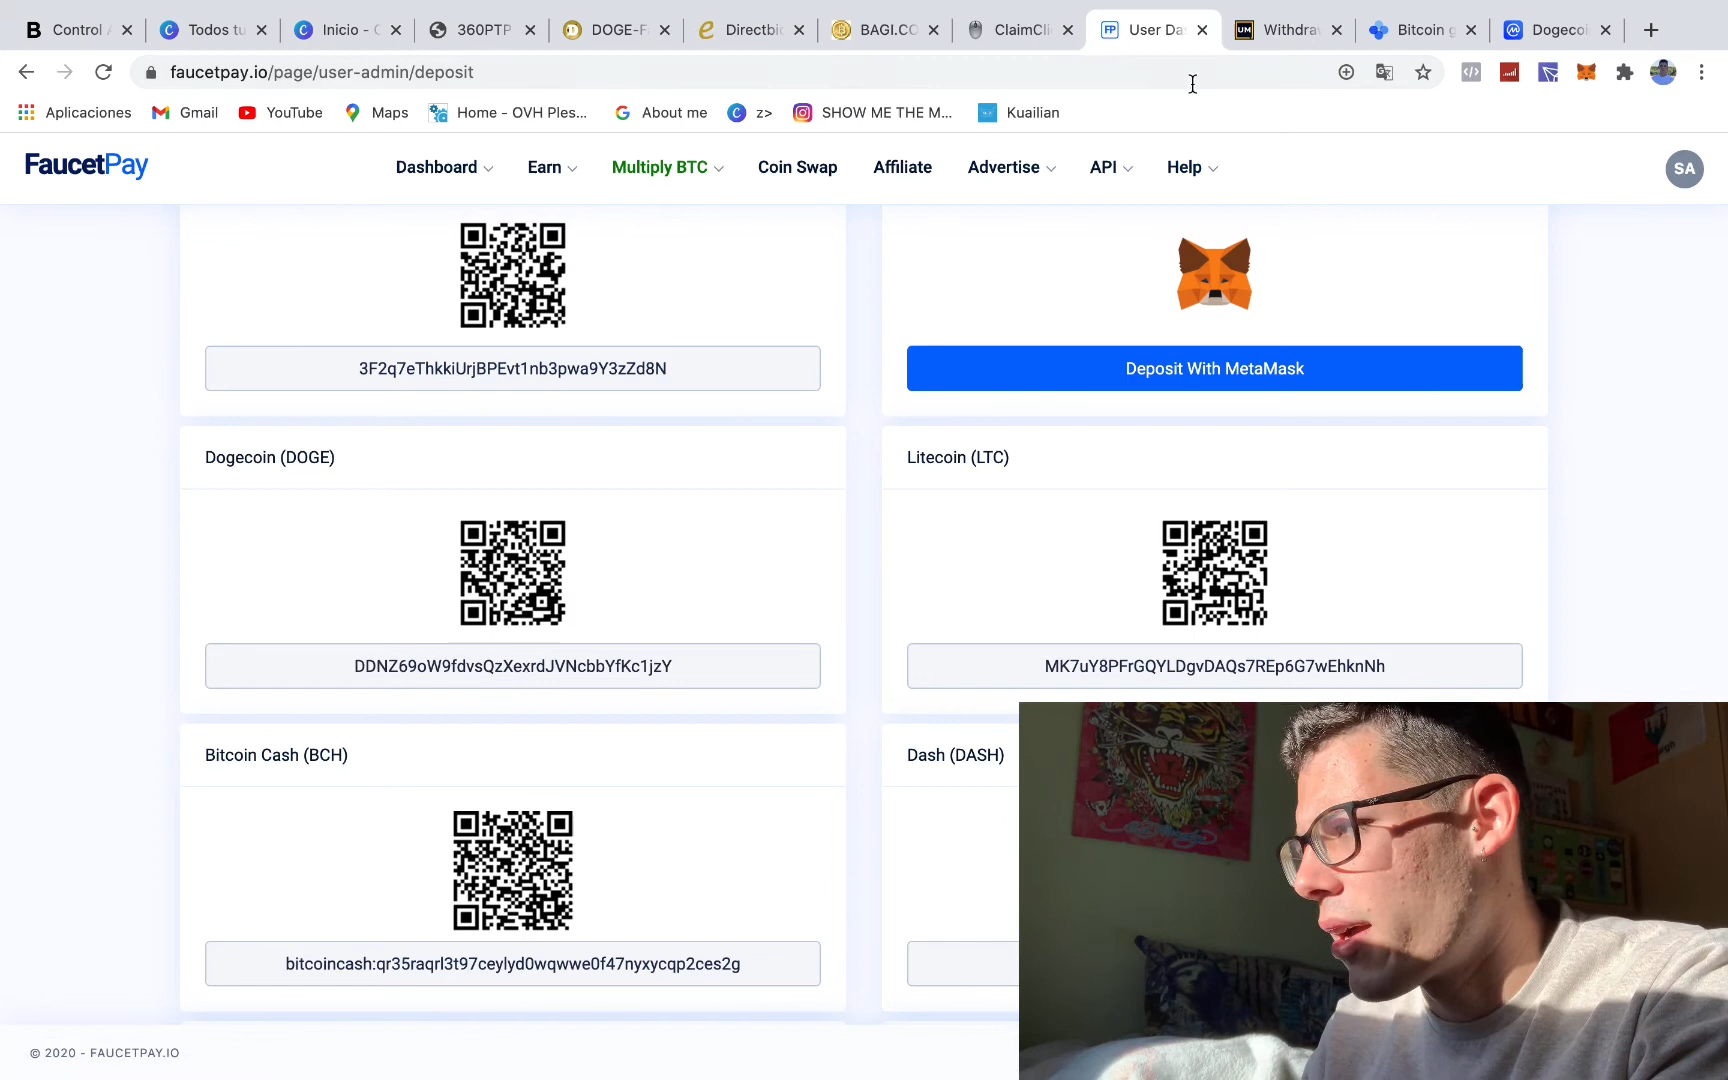 B Control A
Todos tu
Inicio - C
360PTP
DOGE-F
Directbi
BAGI.CO
ClaimCli
FP User Da
UM Withdra
Bitcoin g
Dogecoi
faucetpay.io/page/user-admin/deposit
Aplicaciones Gmail YouTube Maps Home - OVH Ples... About me z> SHOW ME THE M... Kuailian
FaucetPay Dashboard Earn Multiply BTC Coin Swap Affiliate Advertise API Help SA
3F2q7eThkkiUrjBPEvt1nb3pwa9Y3zZd8N
Deposit With MetaMask
Dogecoin (DOGE)
Litecoin (LTC)
DDNZ69oW9fdvsQzXexrdJVNcbbYfKc1jzY
MK7uY8PFrGQYLDgvDAQs7REp6G7wEhknNh
Bitcoin Cash (BCH)
Dash (DASH)
bitcoincash:qr35raqrl3t97ceylyd0wqwwe0f47nyxycqp2ces2g
© 2020 - FAUCETPAY.IO